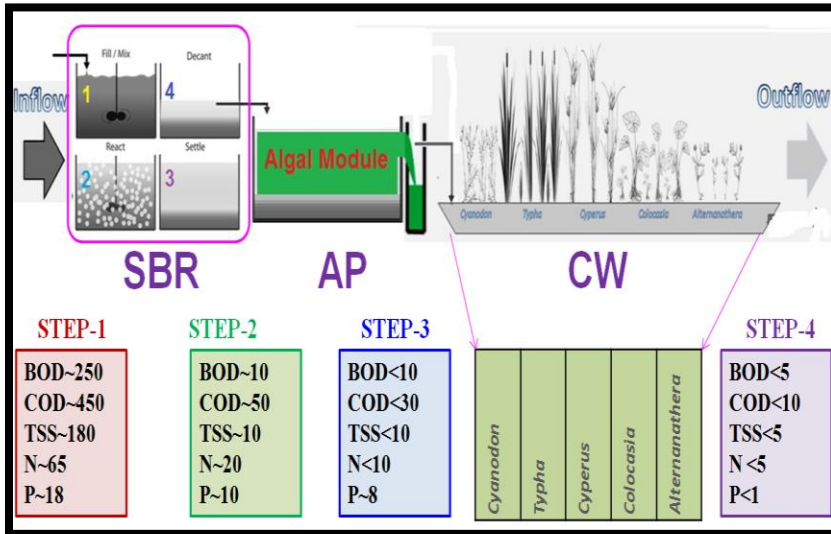 Inflow
Fill / Mix
1
Decant
4
React
2
Settle
3
Algal Module
Cyanodon
Typha
Cyperus
Colocasia
Alternanathera
Outflow
SBR
AP
CW
STEP-1
BOD~250
COD~450
TSS~180
N~65
P~18
STEP-2
BOD~10
COD~50
TSS~10
N~20
P~10
STEP-3
BOD<10
COD<30
TSS<10
N<10
P~8
Cyanodon
Typha
Cyperus
Colocasia
Alternanathera
STEP-4
BOD<5
COD<10
TSS<5
N <5
P<1